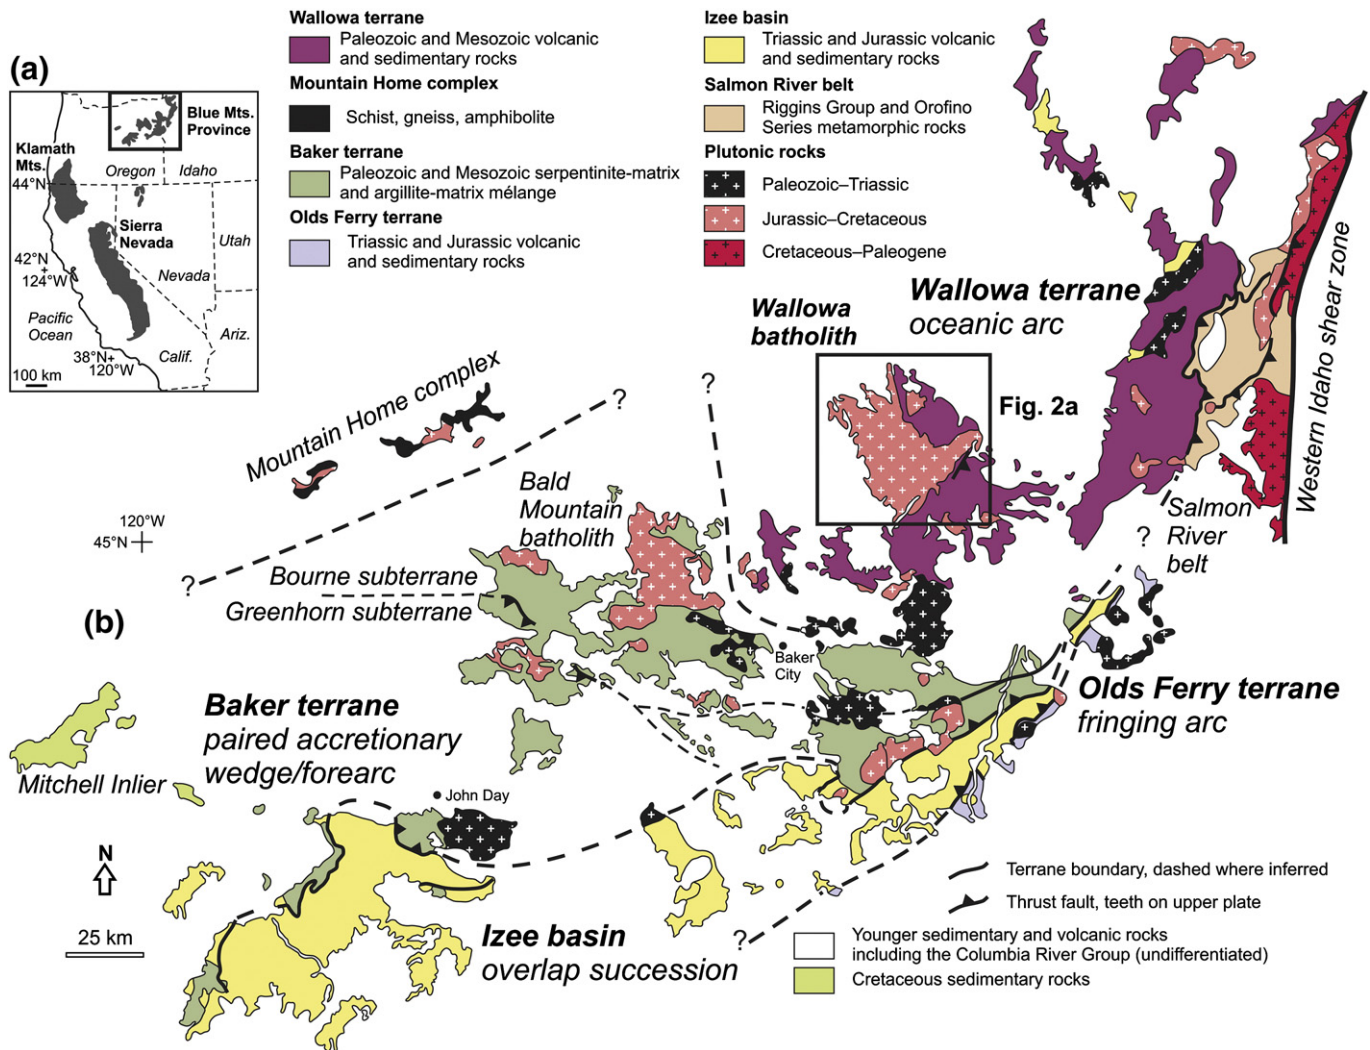 (a)
Blue Mts.
Province
Klamath
Mts.
44°N
Oregon
Idaho
Sierra
Nevada
Utah
42°N
124°W
Nevada
Pacific
Ocean
Ariz.
38°N
120°W
Calif.
100 km
Wallowa terrane
Paleozoic and Mesozoic volcanic
and sedimentary rocks
Mountain Home complex
Schist, gneiss, amphibolite
Baker terrane
Paleozoic and Mesozoic serpentinite-matrix
and argillite-matrix mélange
Olds Ferry terrane
Triassic and Jurassic volcanic
and sedimentary rocks
Izee basin
Triassic and Jurassic volcanic
and sedimentary rocks
Salmon River belt
Riggins Group and Orofino
Series metamorphic rocks
Plutonic rocks
Paleozoic–Triassic
Jurassic–Cretaceous
Cretaceous–Paleogene
Wallowa terrane
oceanic arc
Wallowa
batholith
Fig. 2a
Western Idaho shear zone
Mountain Home complex
?
?
Bald
Mountain
batholith
120°W
45°N
?
Salmon
River
belt
?
Bourne subterrane
Greenhorn subterrane
(b)
Baker
City
Olds Ferry terrane
fringing arc
Baker terrane
paired accretionary
wedge/forearc
Mitchell Inlier
John Day
N
25 km
Izee basin
overlap succession
?
Terrane boundary, dashed where inferred
Thrust fault, teeth on upper plate
Younger sedimentary and volcanic rocks
including the Columbia River Group (undifferentiated)
Cretaceous sedimentary rocks